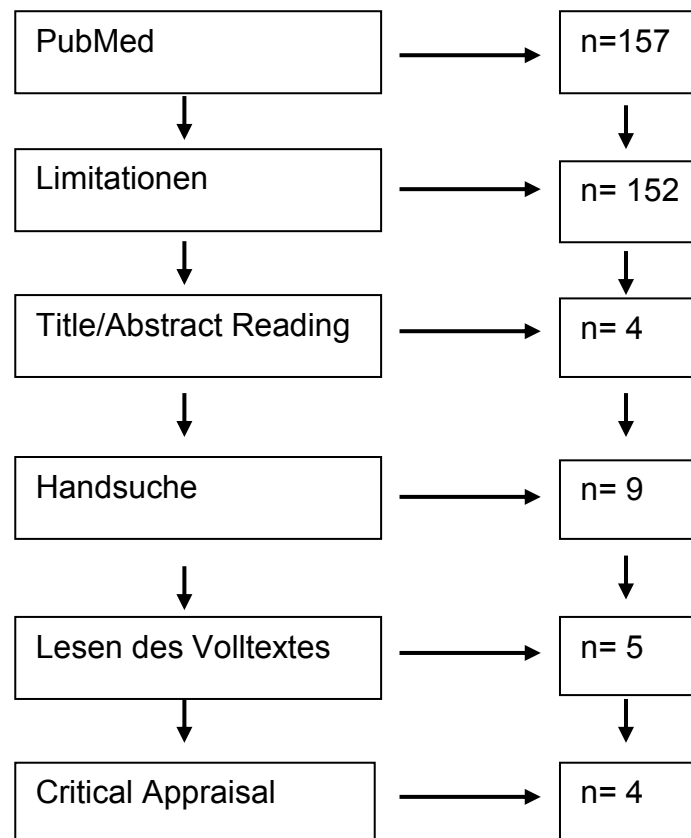 PubMed
n=157
Limitationen
n= 152
Title/Abstract Reading
n= 4
Handsuche
n= 9
Lesen des Volltextes
n= 5
Critical Appraisal
n= 4